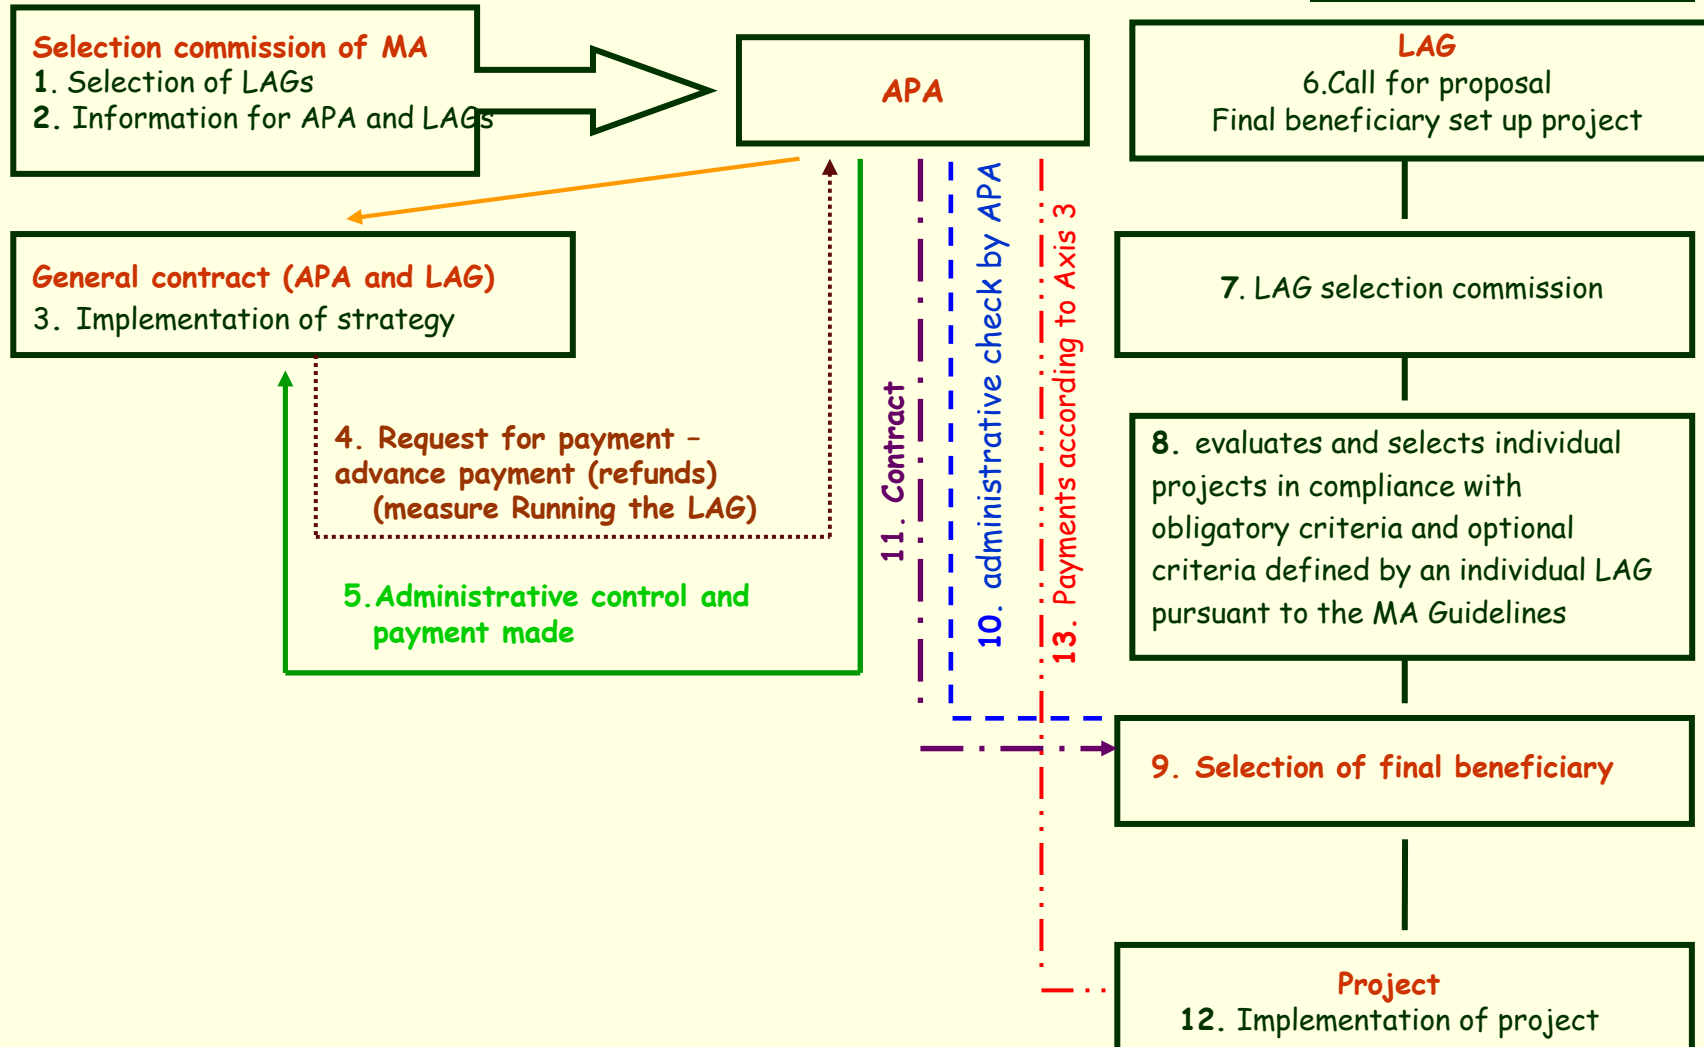 Selection commission of MA
1. Selection of LAGs
2. Information for APA and LAGs
APA
LAG
6.Call for proposal
Final beneficiary set up project
General contract (APA and LAG)
3. Implementation of strategy
7. LAG selection commission
4. Request for payment –
advance payment (refunds)
(measure Running the LAG)
5.Administrative control and
payment made
11. Contract
10. administrative check by APA
13. Payments according to Axis 3
8. evaluates and selects individual
projects in compliance with
obligatory criteria and optional
criteria defined by an individual LAG
pursuant to the MA Guidelines
9. Selection of final beneficiary
Project
12. Implementation of project